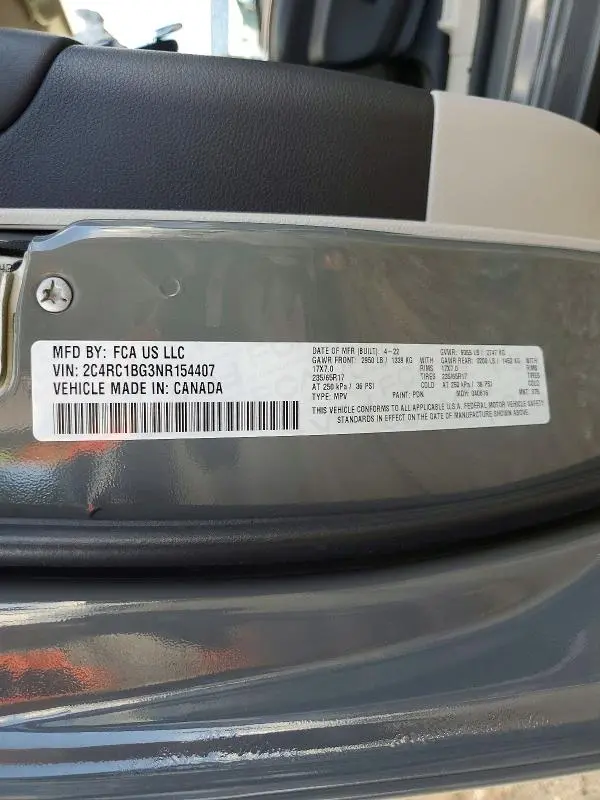 MFD BY: FCA US LLC
VIN: 2C4RC1BG3NR154407
VEHICLE MADE IN: CANADA
DATE OF MFR (BUILT): 4-22 GVWR: 6055 LB / 2747 KG
GAWR FRONT: 2950 LB / 1338 KG WITH GAWR REAR: 3200 LB / 1452 KG WITH
17X7.0 RIMS 17X7.0 RIMS
235/65R17 TIRES 235/65R17 TIRES
AT 250 kPa / 36 PSI COLD AT 250 kPa / 36 PSI COLD
TYPE: MPV PAINT: PDN MDH: 040616
THIS VEHICLE CONFORMS TO ALL APPLICABLE U.S.A. FEDERAL MOTOR VEHICLE SAFETY
STANDARDS IN EFFECT ON THE DATE OF MANUFACTURE SHOWN ABOVE.